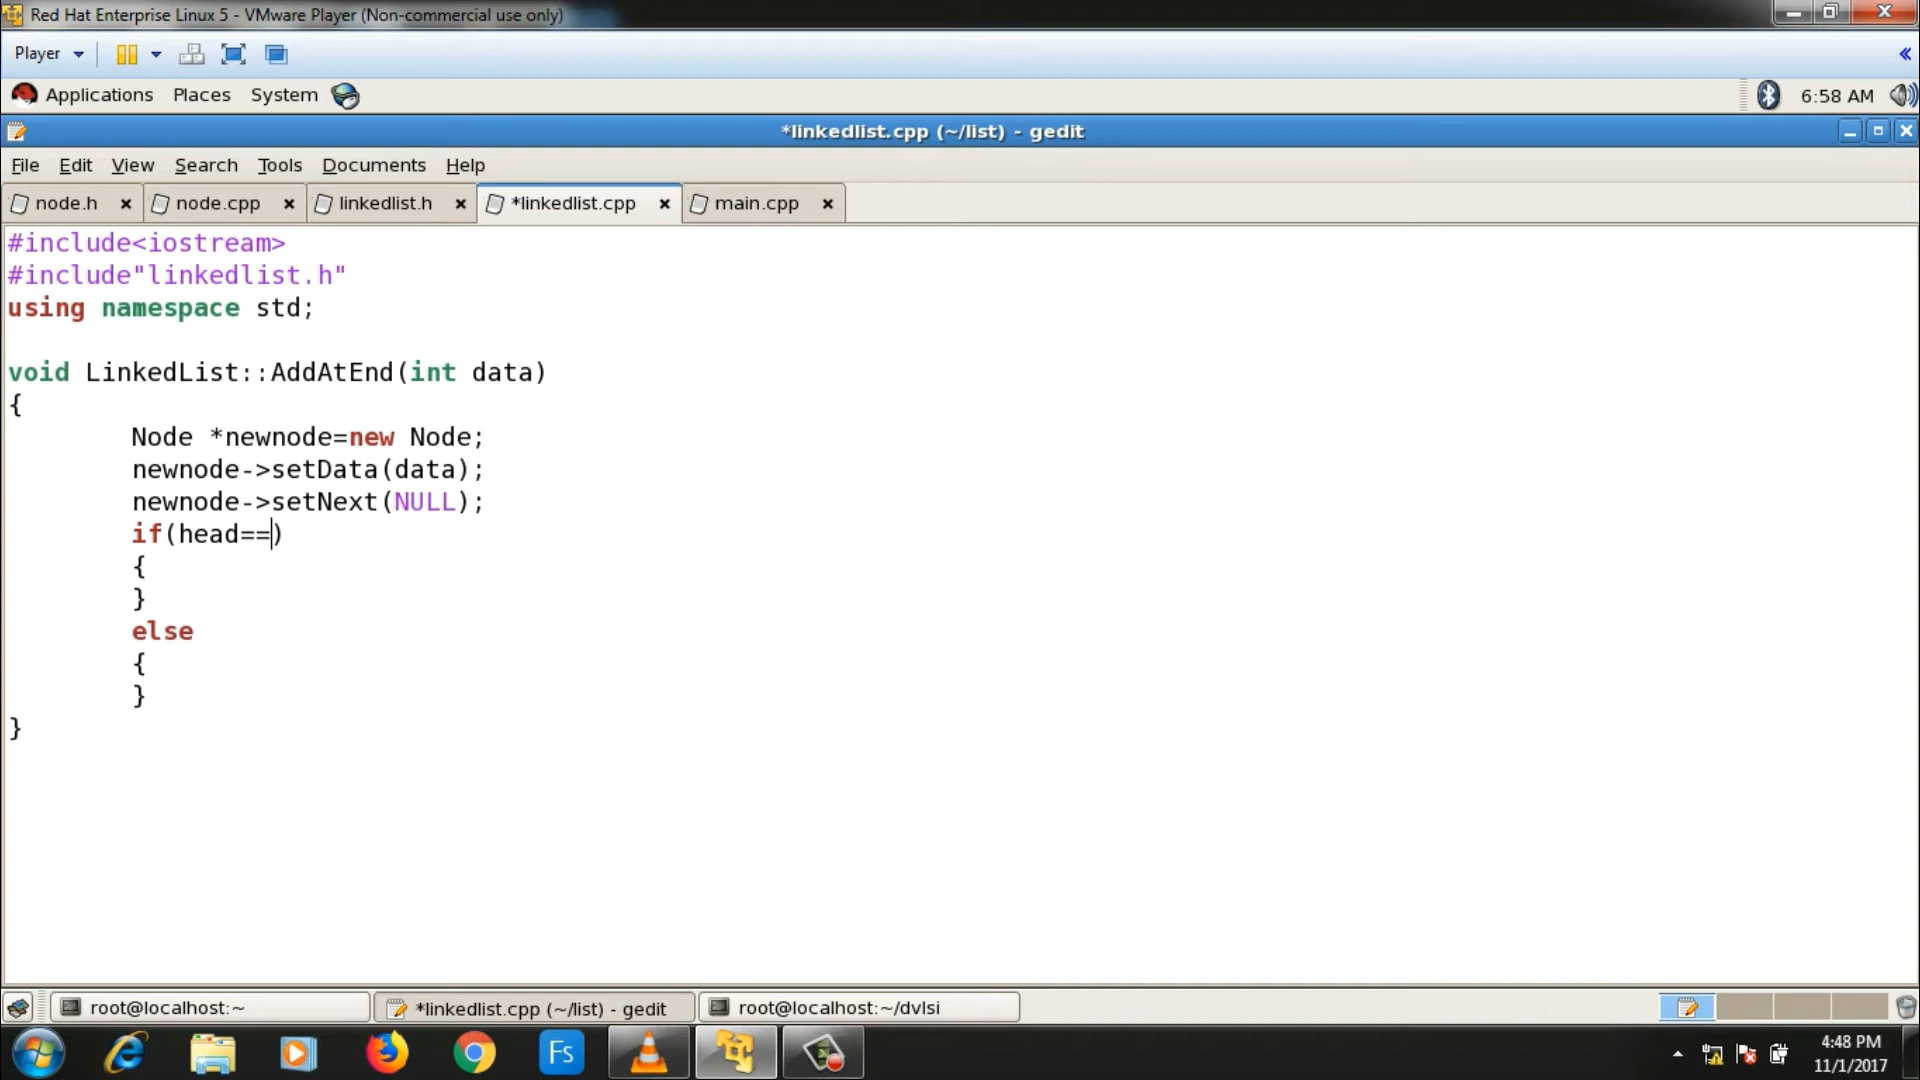 Red Hat Enterprise Linux 5 - VMware Player (Non-commercial use only)
Player
Applications Places System 6:58 AM
*linkedlist.cpp (~/list) - gedit
File Edit View Search Tools Documents Help
node.h node.cpp linkedlist.h *linkedlist.cpp main.cpp
#include<iostream>
#include"linkedlist.h"
using namespace std;
void LinkedList::AddAtEnd(int data)
{
Node *newnode=new Node;
newnode->setData(data);
newnode->setNext(NULL);
if(head==)
{
}
else
{
}
}
root@localhost:~ *linkedlist.cpp (~/list) - gedit root@localhost:~/dvlsi
Fs
4:48 PM
11/1/2017